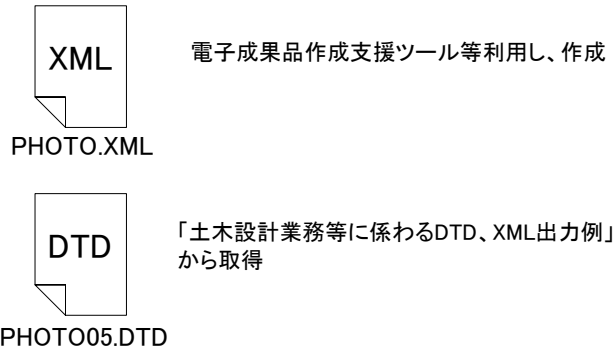 XML
電子成果品作成支援ツール等利用し、作成
PHOTO.XML
DTD
「土木設計業務等に係わるDTD、XML出力例」
から取得
PHOTO05.DTD